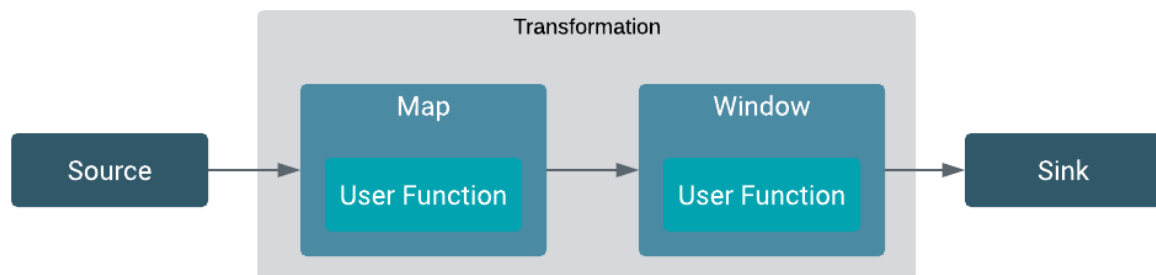 Transformation
Map
Window
Source
User Function
User Function
Sink